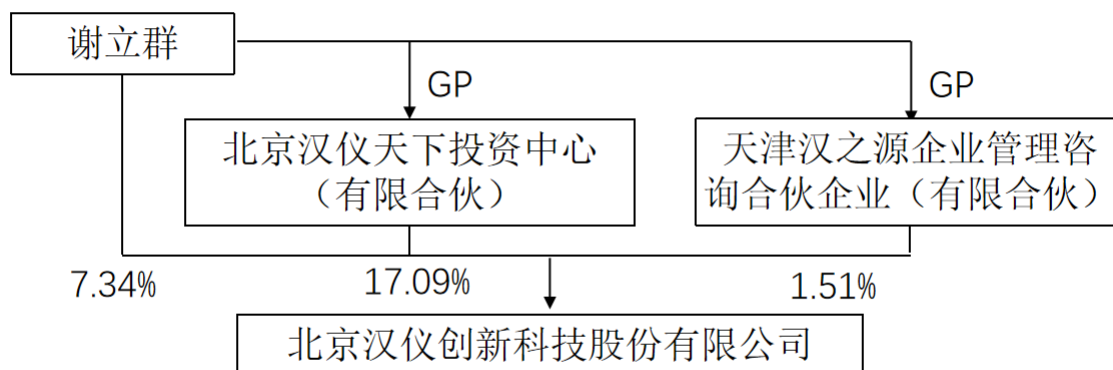 谢立群
GP
GP
北京汉仪天下投资中心
（有限合伙）
天津汉之源企业管理咨
询合伙企业（有限合伙）
7.34%
17.09%
1.51%
北京汉仪创新科技股份有限公司